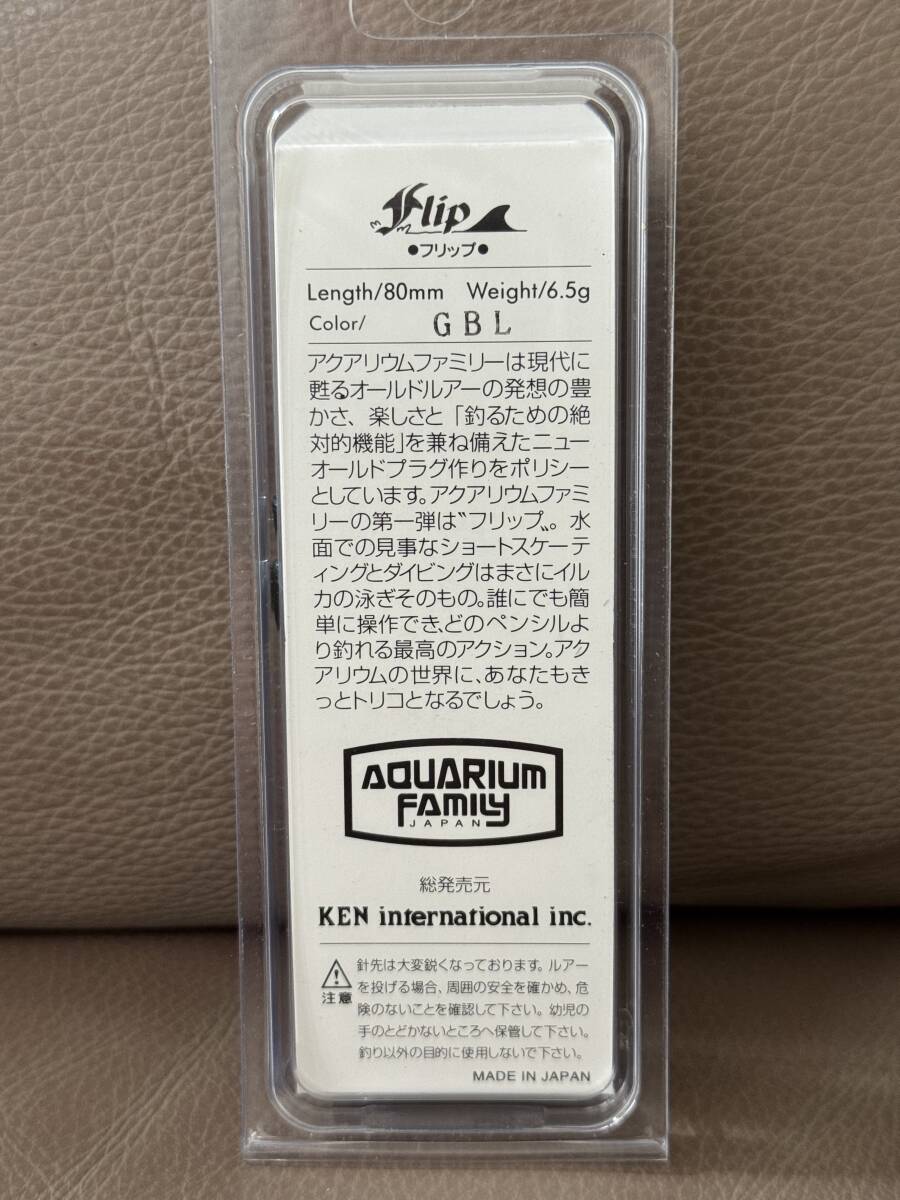 Flip
●フリップ●
Length/80mm Weight/6.5g
Color/ GBL
アクアリウムファミリーは現代に
甦るオールドルアーの発想の豊
かさ、楽しさと「釣るための絶
対的機能」を兼ね備えたニュー
オールドプラグ作りをポリシー
としています。アクアリウムファミ
リーの第一弾は〝フリップ〟。水
面での見事なショートスケーテ
ィングとダイビングはまさにイル
カの泳ぎそのもの。誰にでも簡
単に操作でき、どのペンシルよ
り釣れる最高のアクション。アク
アリウムの世界に、あなたもき
っとトリコとなるでしょう。
AQUARIUM
FAMILY
JAPAN
総発売元
KEN international inc.
注意
針先は大変鋭くなっております。ルアー
を投げる場合、周囲の安全を確かめ、危
険のないことを確認して下さい。幼児の
手のとどかないところへ保管して下さい。
釣り以外の目的に使用しないで下さい。
MADE IN JAPAN